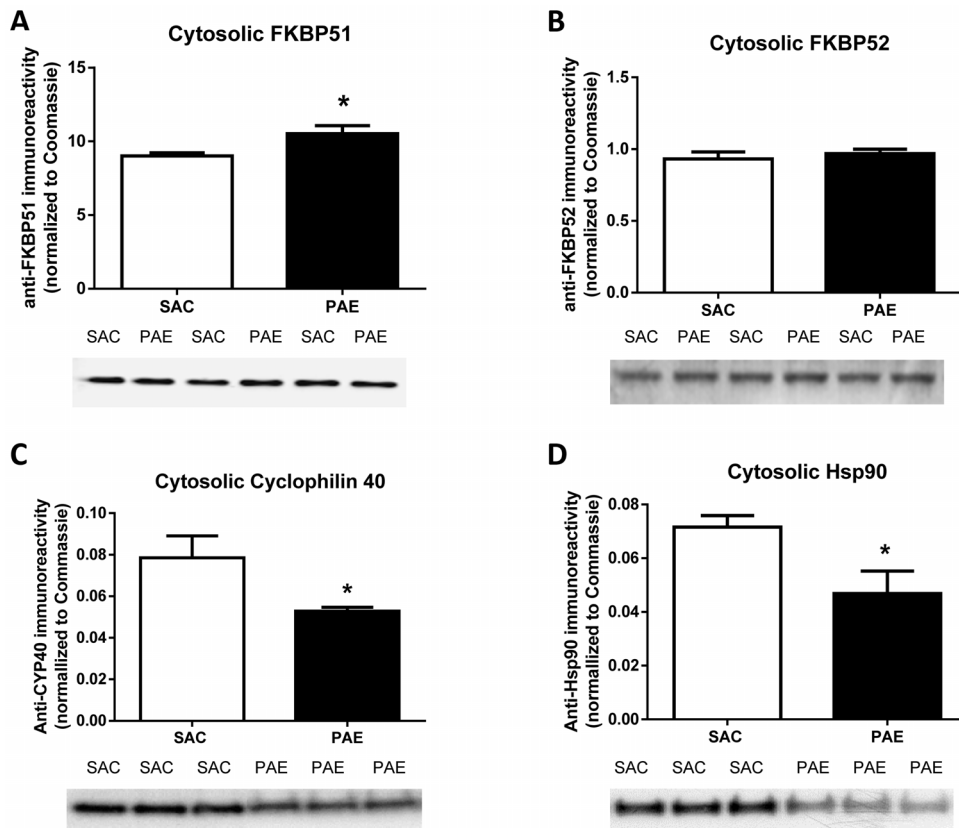 A
Cytosolic FKBP51
anti-FKBP51 immunoreactivity
(normalized to Coomassie)
15
10
5
0
*
SAC
PAE
SAC PAE SAC PAE SAC PAE
B
Cytosolic FKBP52
anti-FKBP52 immunoreactivity
(normalized to Coomassie)
1.5
1.0
0.5
0.0
SAC
PAE
SAC PAE SAC PAE SAC PAE
C
Cytosolic Cyclophilin 40
Anti-CYP40 immunoreactivity
(normallized to Commassie)
0.10
0.08
0.06
0.04
0.02
0.00
*
SAC
PAE
SAC SAC SAC PAE PAE PAE
D
Cytosolic Hsp90
Anti-Hsp90 immunoreactivity
(normallized to Commassie)
0.08
0.06
0.04
0.02
0.00
*
SAC
PAE
SAC SAC SAC PAE PAE PAE